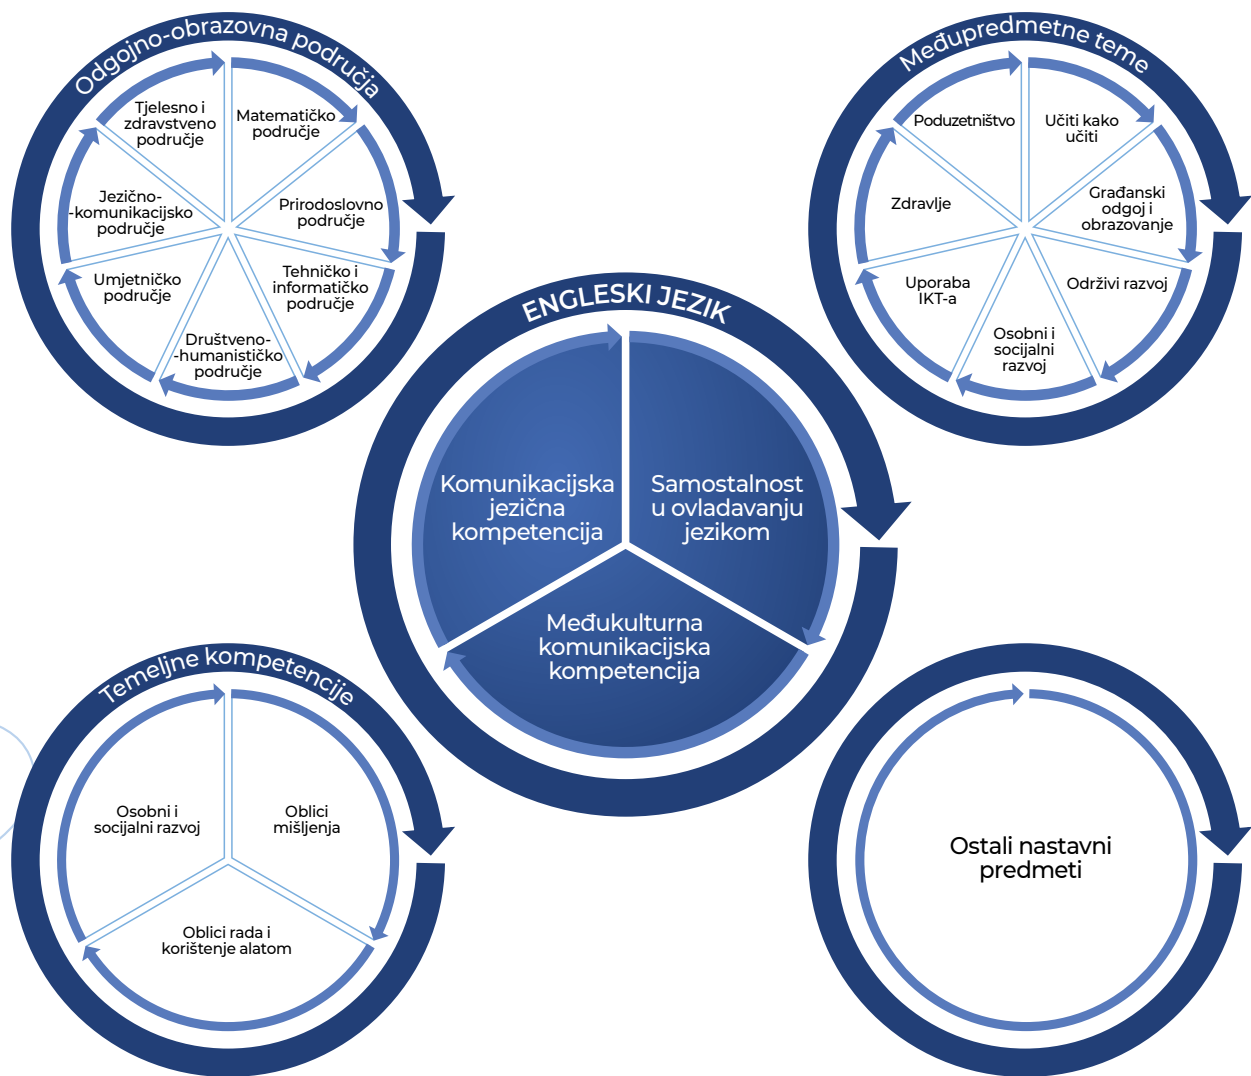 Odgojno-obrazovna područja
Tjelesno i
zdravstveno
područje
Matematičko
područje
Jezično-
-komunikacijsko
područje
Prirodoslovno
područje
Umjetničko
područje
Tehničko i
informatičko
područje
Društveno-
-humanističko
područje
Međupredmetne teme
Poduzetništvo
Učiti kako
učiti
Zdravlje
Građanski
odgoj i
obrazovanje
Uporaba
IKT-a
Održivi razvoj
Osobni i
socijalni
razvoj
ENGLESKI JEZIK
Komunikacijska
jezična
kompetencija
Samostalnost
u ovladavanju
jezikom
Međukulturna
komunikacijska
kompetencija
Temeljne kompetencije
Osobni i
socijalni razvoj
Oblici
mišljenja
Oblici rada i
korištenje alatom
Ostali nastavni
predmeti